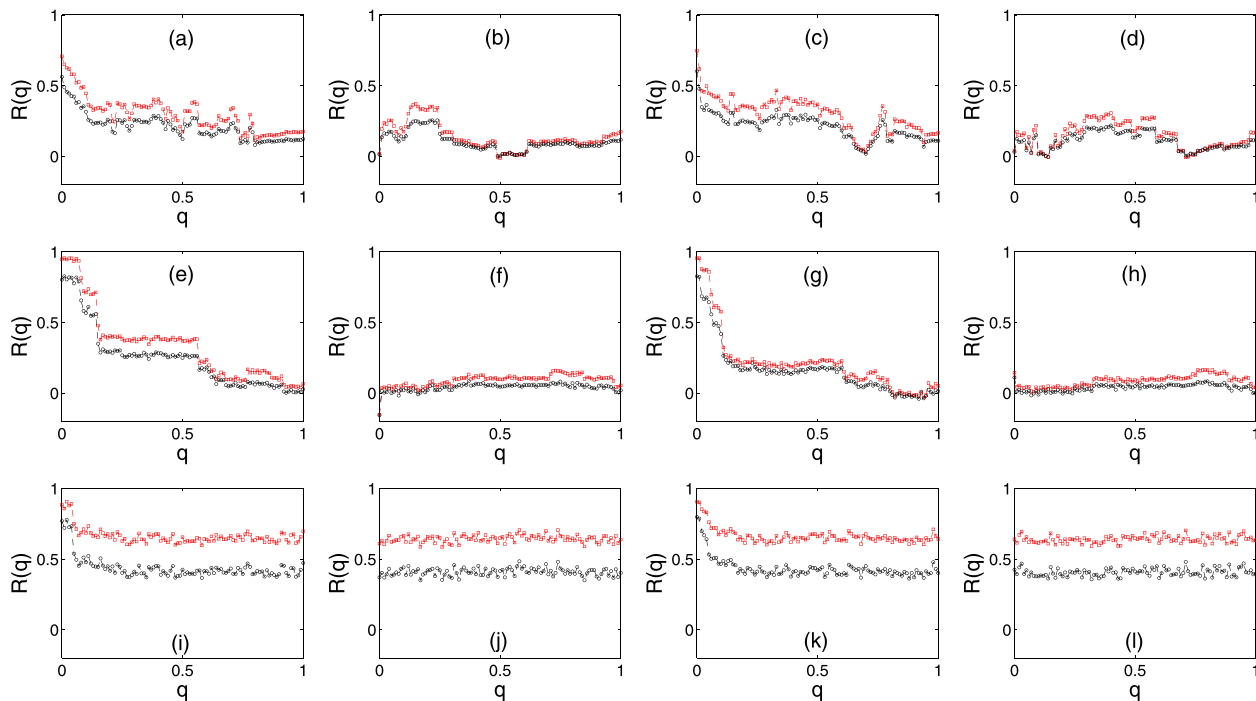 1 1 1 1
(a) (b) (c) (d)
R(q) 0.5 R(q) 0.5 R(q) 0.5 R(q) 0.5
0 0 0 0
0 0.5 1 0 0.5 1 0 0.5 1 0 0.5 1
q q q q
1 1 1 1
(e) (f) (g) (h)
R(q) 0.5 R(q) 0.5 R(q) 0.5 R(q) 0.5
0 0 0 0
0 0.5 1 0 0.5 1 0 0.5 1 0 0.5 1
q q q q
1 1 1 1
R(q) 0.5 R(q) 0.5 R(q) 0.5 R(q) 0.5
0 0 0 0
(i) (j) (k) (l)
0 0.5 1 0 0.5 1 0 0.5 1 0 0.5 1
q q q q